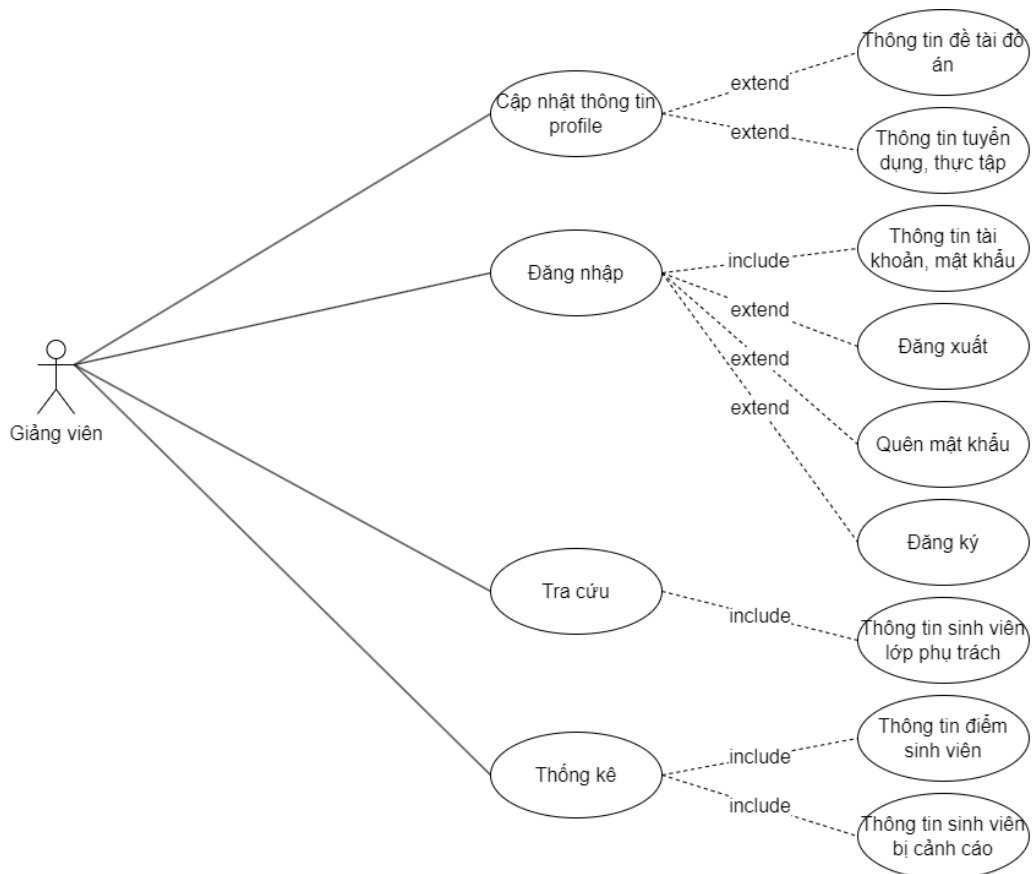 Thông tin đề tài đồ
án
extend
Cập nhật thông tin
profile
extend
Thông tin tuyển
dụng, thực tập
Thông tin tài
khoản, mật khẩu
include
Đăng nhập
extend
Đăng xuất
extend
Giảng viên
extend
Quên mật khẩu
Đăng ký
Tra cứu
include
Thông tin sinh viên
lớp phụ trách
Thông tin điểm
sinh viên
include
Thống kê
include
Thông tin sinh viên
bị cảnh cáo